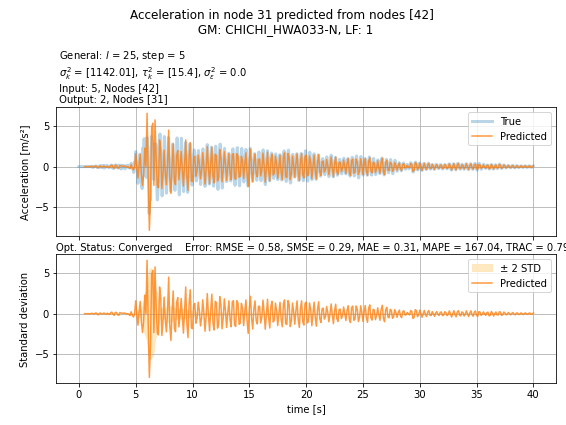 Acceleration in node 31 predicted from nodes [42]
GM: CHICHI_HWA033-N, LF: 1
General: l = 25, step = 5
σ²ₖ = [1142.01], τ²ₖ = [15.4], σ²ε = 0.0
Input: 5, Nodes [42]
Output: 2, Nodes [31]
Acceleration [m/s²]
5
0
−5
True
Predicted
Opt. Status: Converged Error: RMSE = 0.58, SMSE = 0.29, MAE = 0.31, MAPE = 167.04, TRAC = 0.79
Standard deviation
5
0
−5
± 2 STD
Predicted
0 5 10 15 20 25 30 35 40
time [s]